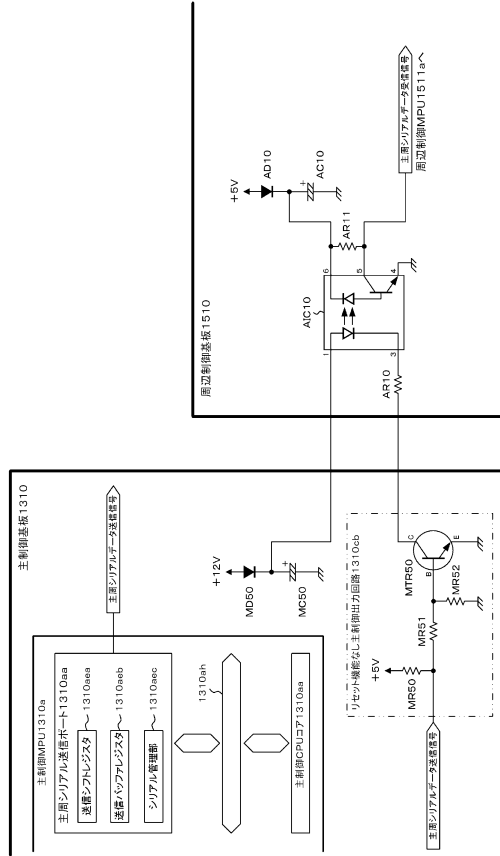 主制御基板1310
主制御MPU1310a
主周シリアル送信ポート1310aa
送信シフトレジスタ
1310aea
送信バッファレジスタ
1310aeb
シリアル管理部
1310aec
1310ah
主制御CPUコア1310aa
主周シリアルデータ送信信号
+12V
MD50
MC50
+
リセット機能なし主制御出力回路1310cb
+5V
MR50
MR51
MR52
MTR50
B
C
E
主周シリアルデータ送信信号
周辺制御基板1510
+5V
AD10
AC10
+
AR11
AIC10
1
3
4
5
6
AR10
主周シリアルデータ受信信号
周辺制御MPU1511aへ